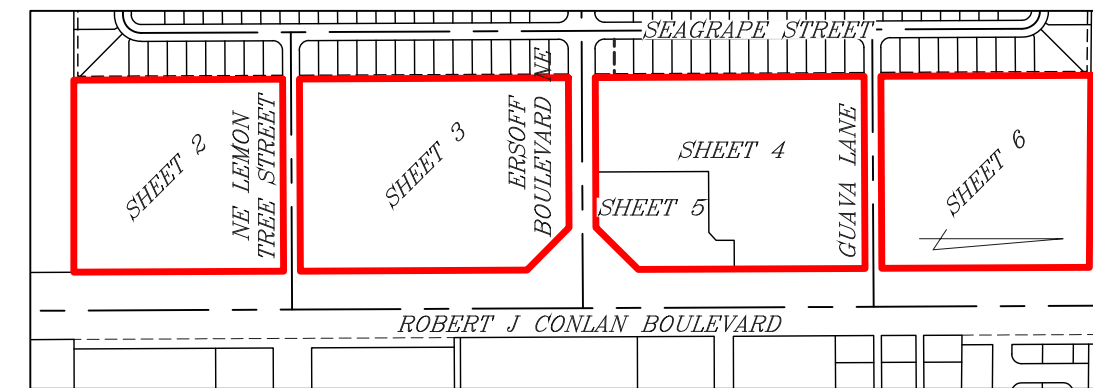 SEAGRAPE STREET
SHEET 2
NE LEMON
TREE STREET
SHEET 3
ERSOFF
BOULEVARD NE
SHEET 4
SHEET 5
GUAVA LANE
SHEET 6
ROBERT J CONLAN BOULEVARD